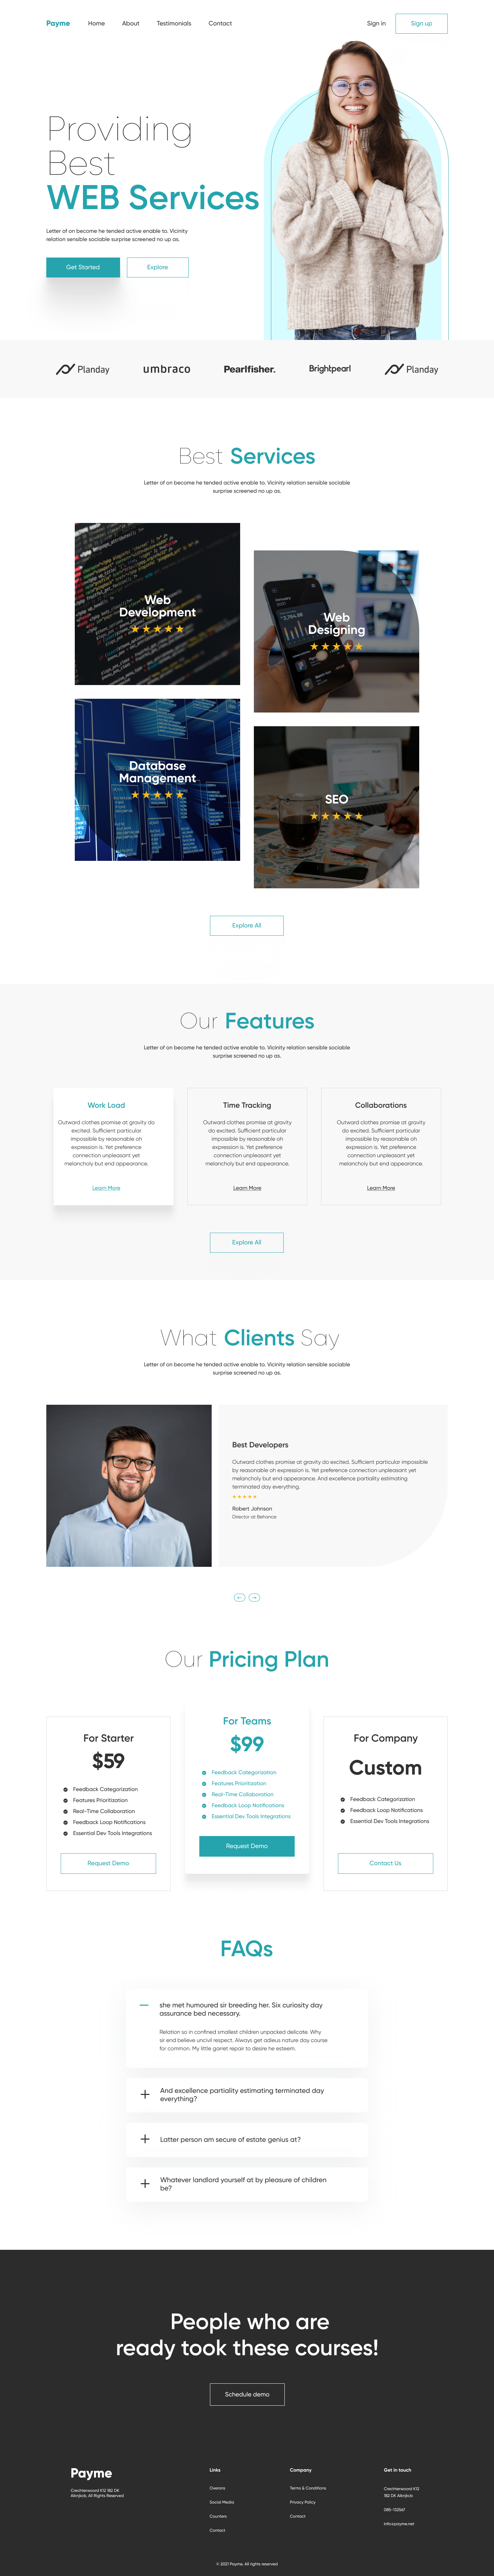 Payme Home About Testimonials Contact Sign in Sign up
Providing
Best
WEB Services
Letter of on become he tended active enable to. Vicinity
relation sensible sociable surprise screened no up as.
Get Started Explore
Planday umbraco Pearlfisher. Brightpearl Planday
Best Services
Letter of on become he tended active enable to. Vicinity relation sensible sociable
surprise screened no up as.
Web
Development
Web
Designing
Database
Management
SEO
Explore All
Our Features
Letter of on become he tended active enable to. Vicinity relation sensible sociable
surprise screened no up as.
Work Load
Outward clothes promise at gravity do
excited. Sufficient particular
impossible by reasonable oh
expression is. Yet preference
connection unpleasant yet
melancholy but end appearance.
Learn More
Time Tracking
Outward clothes promise at gravity
do excited. Sufficient particular
impossible by reasonable oh
expression is. Yet preference
connection unpleasant yet
melancholy but end appearance.
Learn More
Collaborations
Outward clothes promise at gravity
do excited. Sufficient particular
impossible by reasonable oh
expression is. Yet preference
connection unpleasant yet
melancholy but end appearance.
Learn More
Explore All
What Clients Say
Letter of on become he tended active enable to. Vicinity relation sensible sociable
surprise screened no up as.
Best Developers
Outward clothes promise at gravity do excited. Sufficient particular impossible
by reasonable oh expression is. Yet preference connection unpleasant yet
melancholy but end appearance. And excellence partiality estimating
terminated day everything.
Robert Johnson
Director at Behance
Our Pricing Plan
For Starter
$59
Feedback Categorization
Features Prioritization
Real-Time Collaboration
Feedback Loop Notifications
Essential Dev Tools Integrations
Request Demo
For Teams
$99
Feedback Categorization
Features Prioritization
Real-Time Collaboration
Feedback Loop Notifications
Essential Dev Tools Integrations
Request Demo
For Company
Custom
Feedback Categorization
Feedback Loop Notifications
Essential Dev Tools Integrations
Contact Us
FAQs
she met humoured sir breeding her. Six curiosity day
assurance bed necessary.
Relation so in confined smallest children unpacked delicate. Why
sir end believe uncivil respect. Always get adieus nature day course
for common. My little garret repair to desire he esteem.
And excellence partiality estimating terminated day
everything?
Latter person am secure of estate genius at?
Whatever landlord yourself at by pleasure of children
be?
People who are
ready took these courses!
Schedule demo
Payme
Crechterwoord K12 182 DK
Alknjkcb, All Rights Reserved
Links
Overons
Social Media
Counters
Contact
Company
Terms & Conditions
Privacy Policy
Contact
Get in touch
Crechterwoord K12
182 DK Alknjkcb
085-132567
info@payme.net
© 2021 Payme. All rights reserved